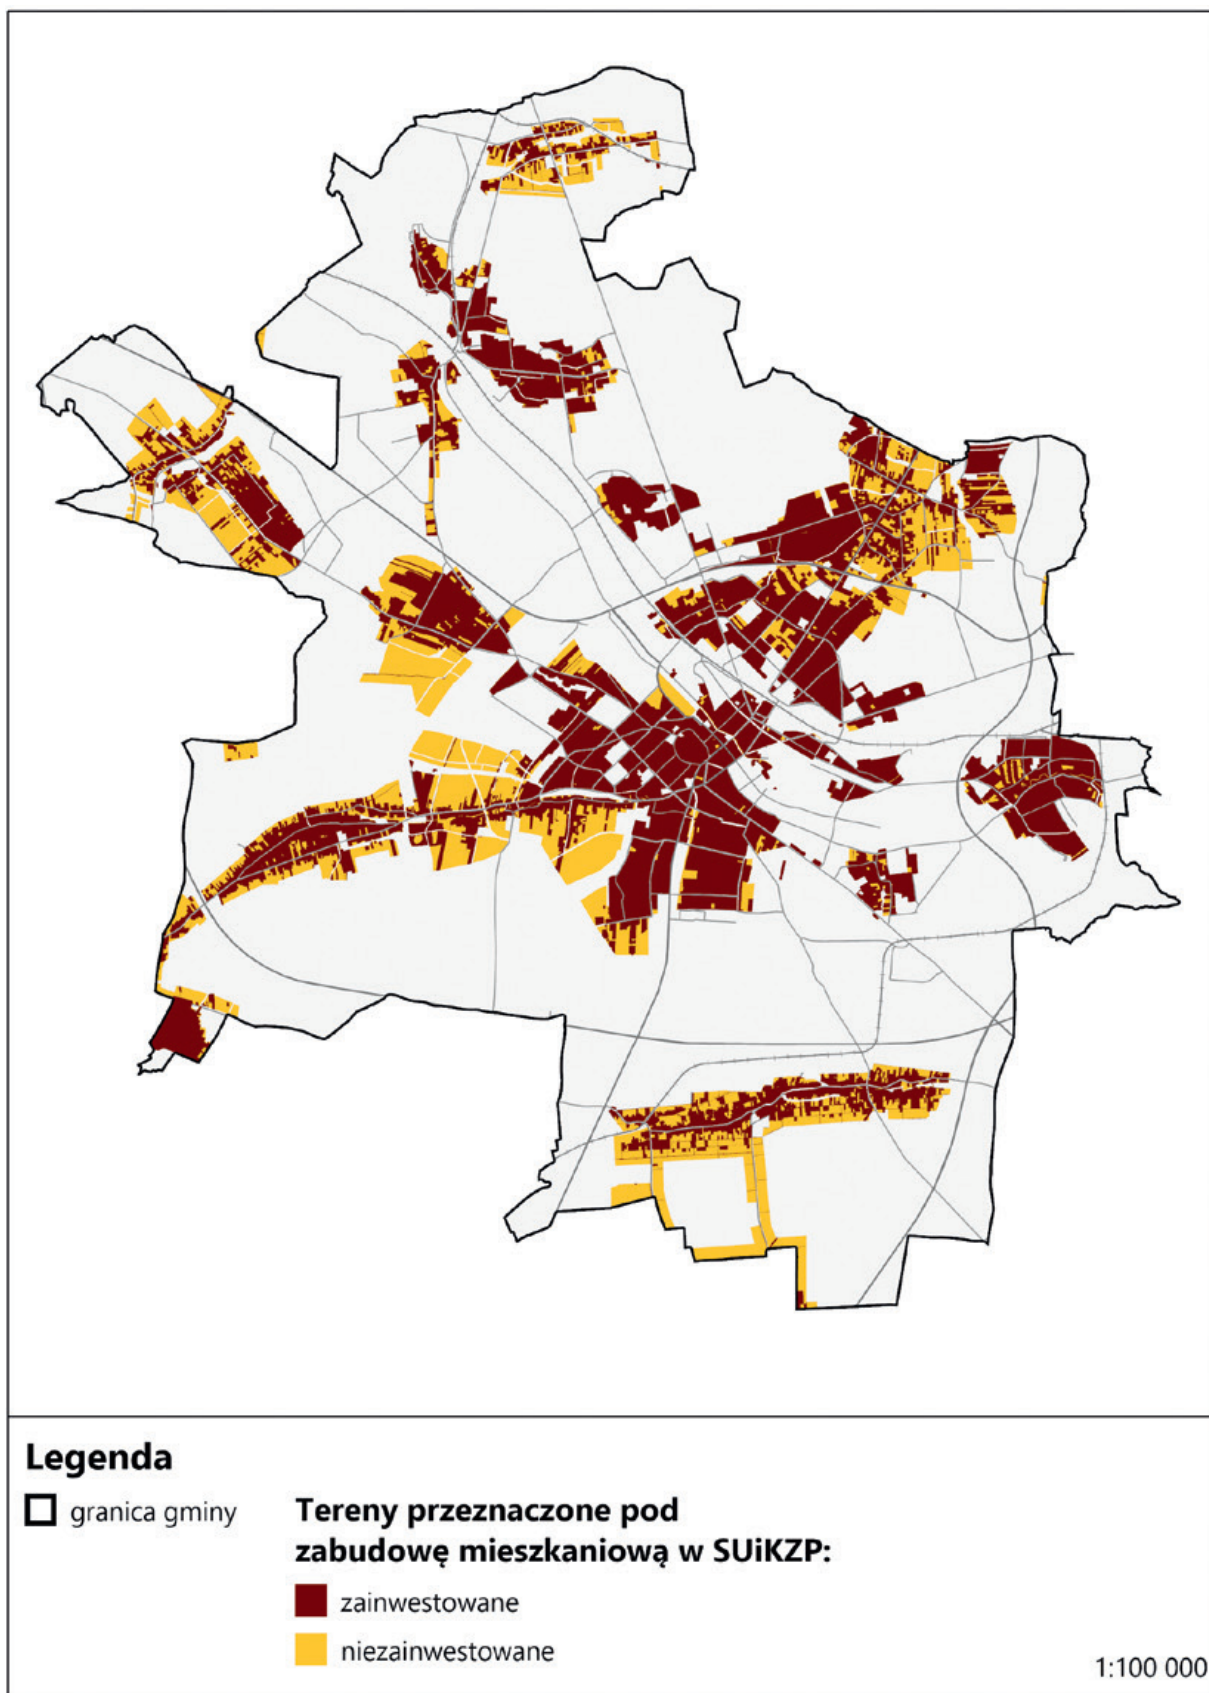 Legenda
granica gminy
Tereny przeznaczone pod
zabudowę mieszkaniową w SUiKZP:
zainwestowane
niezainwestowane
1:100 000